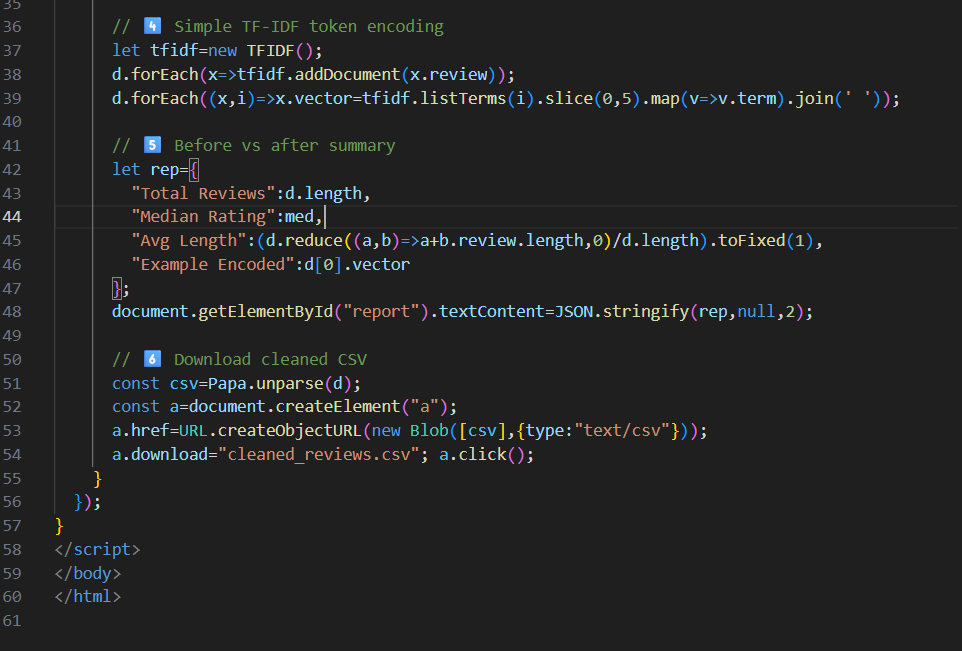 35
36 // 4️⃣ Simple TF-IDF token encoding
37 let tfidf=new TFIDF();
38 d.forEach(x=>tfidf.addDocument(x.review));
39 d.forEach((x,i)=>x.vector=tfidf.listTerms(i).slice(0,5).map(v=>v.term).join(' '));
40
41 // 5️⃣ Before vs after summary
42 let rep={
43 "Total Reviews":d.length,
44 "Median Rating":med,
45 "Avg Length":(d.reduce((a,b)=>a+b.review.length,0)/d.length).toFixed(1),
46 "Example Encoded":d[0].vector
47 };
48 document.getElementById("report").textContent=JSON.stringify(rep,null,2);
49
50 // 6️⃣ Download cleaned CSV
51 const csv=Papa.unparse(d);
52 const a=document.createElement("a");
53 a.href=URL.createObjectURL(new Blob([csv],{type:"text/csv"}));
54 a.download="cleaned_reviews.csv"; a.click();
55 }
56 });
57 }
58 </script>
59 </body>
60 </html>
61